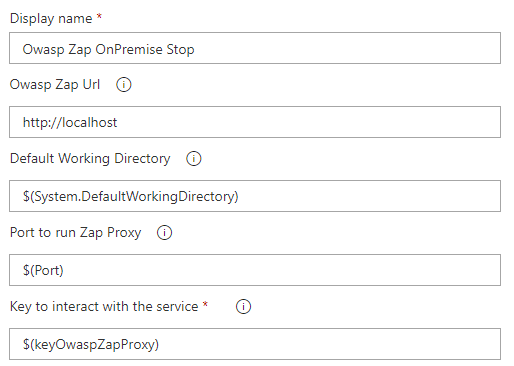 Display name *
Owasp Zap OnPremise Stop
Owasp Zap Url
http://localhost
Default Working Directory
$(System.DefaultWorkingDirectory)
Port to run Zap Proxy
$(Port)
Key to interact with the service *
$(keyOwaspZapProxy)